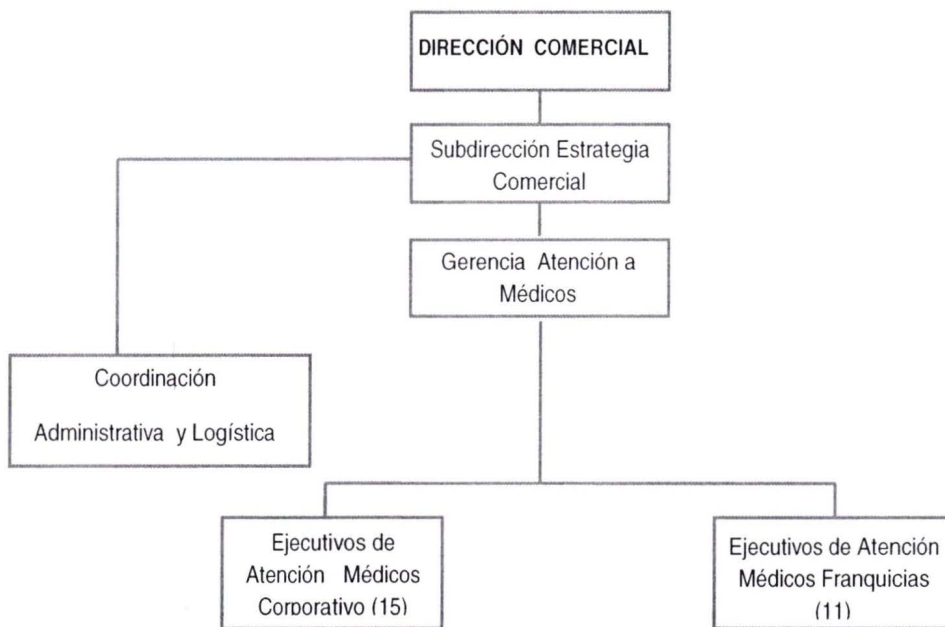 DIRECCIÓN COMERCIAL
Subdirección Estrategia
Comercial
Gerencia Atención a
Médicos
Coordinación
Administrativa y Logística
Ejecutivos de
Atención Médicos
Corporativo (15)
Ejecutivos de Atención
Médicos Franquicias
(11)